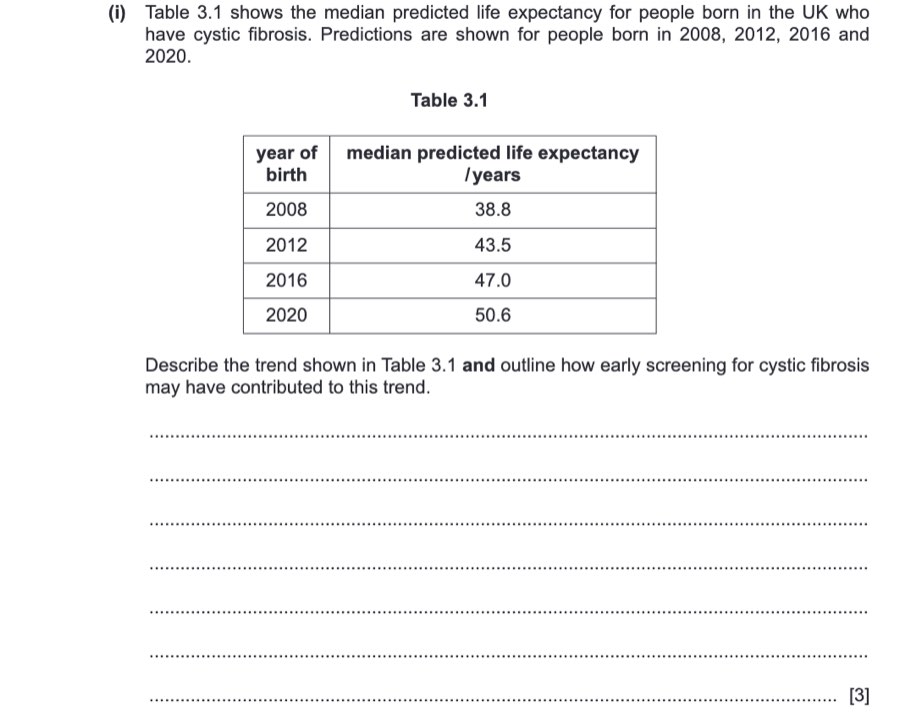 (i) Table 3.1 shows the median predicted life expectancy for people born in the UK who
have cystic fibrosis. Predictions are shown for people born in 2008, 2012, 2016 and
2020.
Table 3.1
year of birth median predicted life expectancy /years
2008 38.8
2012 43.5
2016 47.0
2020 50.6
Describe the trend shown in Table 3.1 and outline how early screening for cystic fibrosis
may have contributed to this trend.
[3]